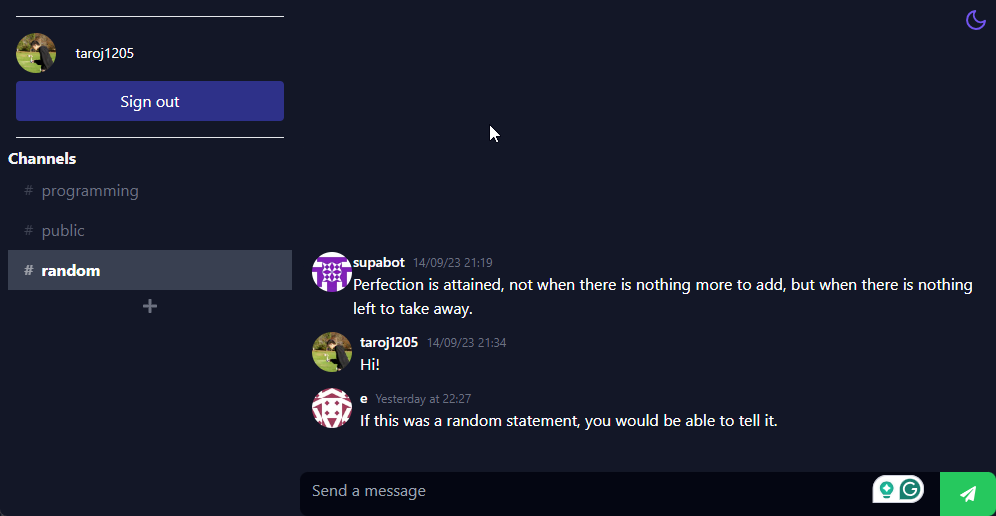 taroj1205
Sign out
Channels
# programming
# public
# random
supabot 14/09/23 21:19
Perfection is attained, not when there is nothing more to add, but when there is nothing
left to take away.
taroj1205 14/09/23 21:34
Hi!
e Yesterday at 22:27
If this was a random statement, you would be able to tell it.
Send a message